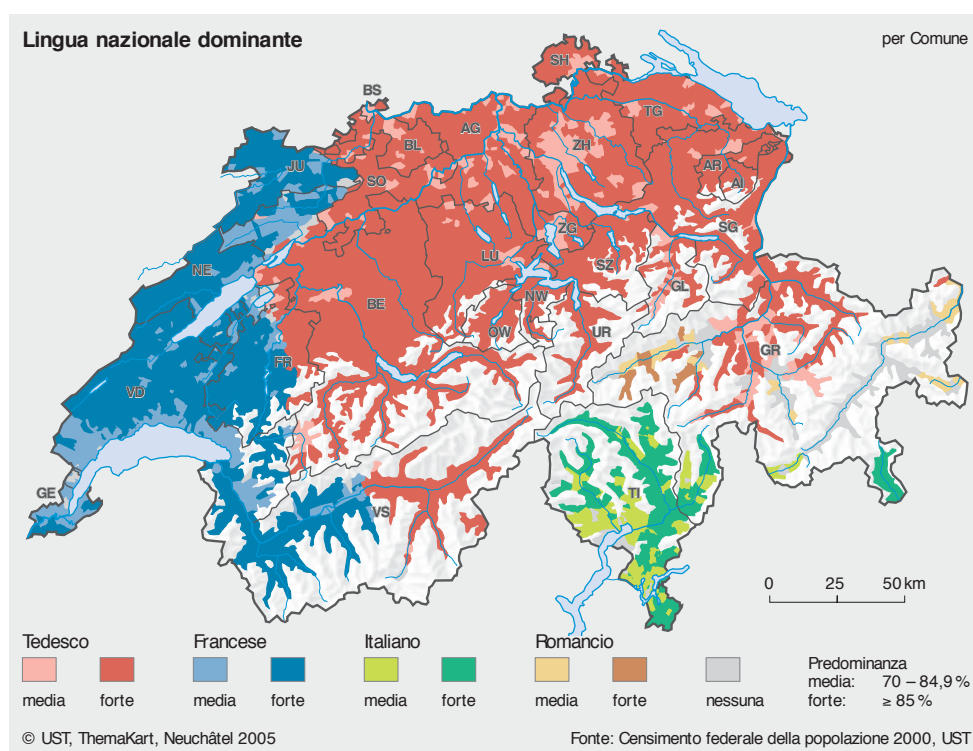 Lingua nazionale dominante
per Comune
SH
BS
TG
AG
BL
ZH
JU
AR
SO
AI
SG
ZG
LU
SZ
NE
GL
NW
BE
OW
UR
GR
FR
VD
GE
TI
VS
0 25 50 km
Tedesco Francese Italiano Romancio
media forte media forte media forte media forte nessuna
Predominanza
media: 70 – 84,9 %
forte: ≥ 85 %
© UST, ThemaKart, Neuchâtel 2005
Fonte: Censimento federale della popolazione 2000, UST